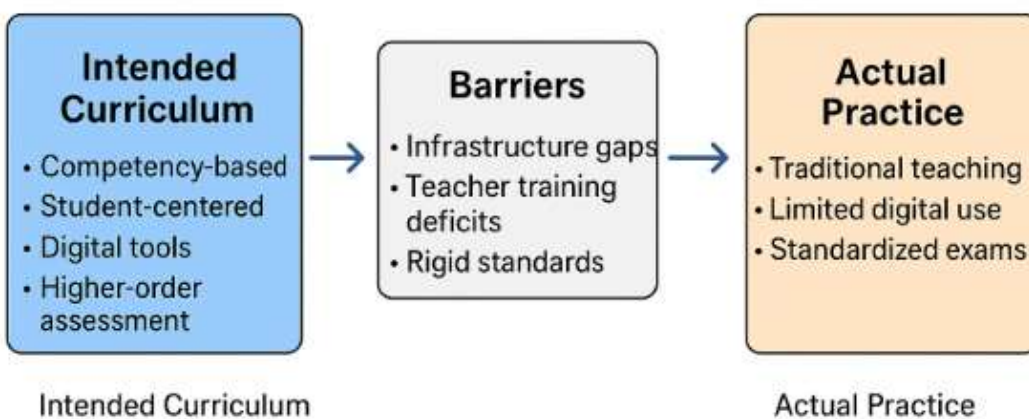 Intended
Curriculum
• Competency-based
• Student-centered
• Digital tools
• Higher-order
assessment
Barriers
• Infrastructure gaps
• Teacher training
deficits
• Rigid standards
Actual
Practice
• Traditional teaching
• Limited digital use
• Standardized exams
Intended Curriculum
Actual Practice